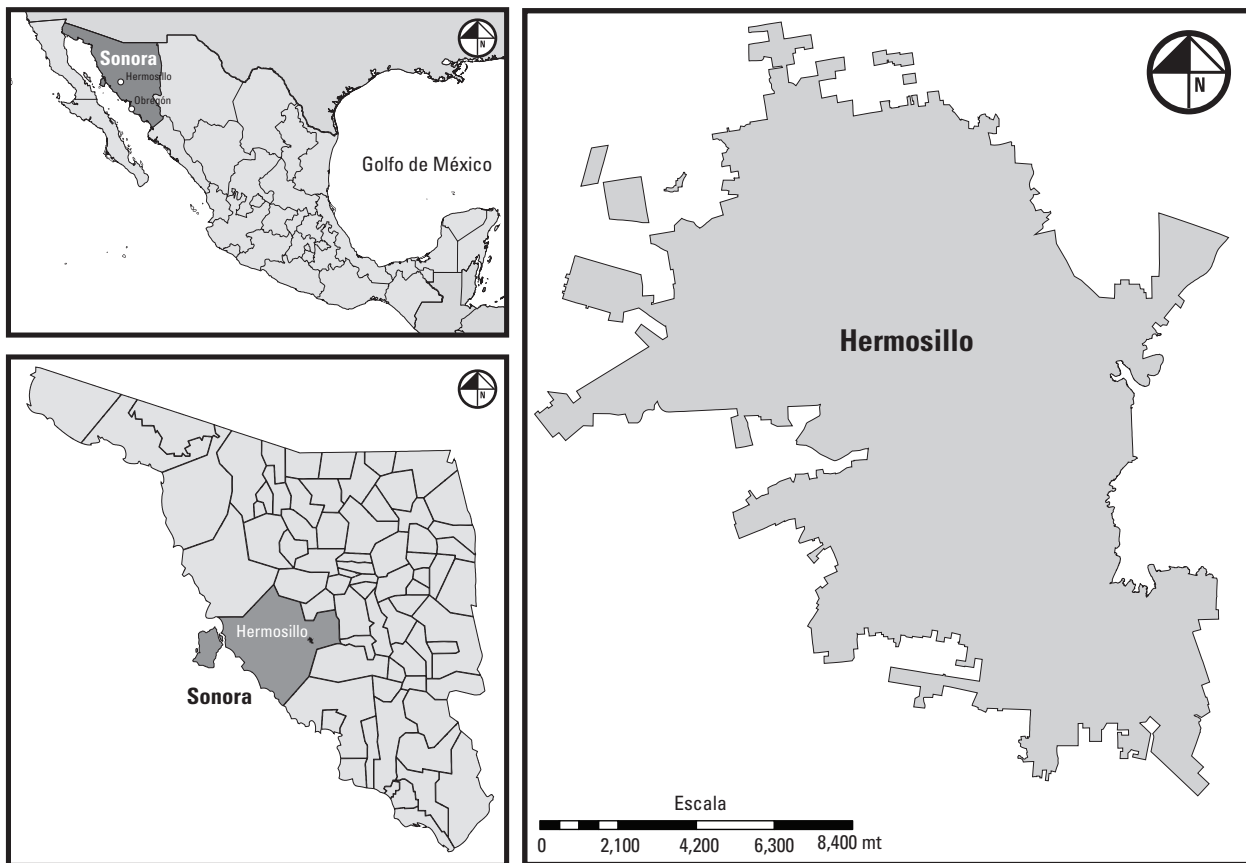 N
Sonora
Hermosillo
Obregón
Golfo de México
N
Hermosillo
Sonora
N
Hermosillo
Escala
0 2,100 4,200 6,300 8,400 mt